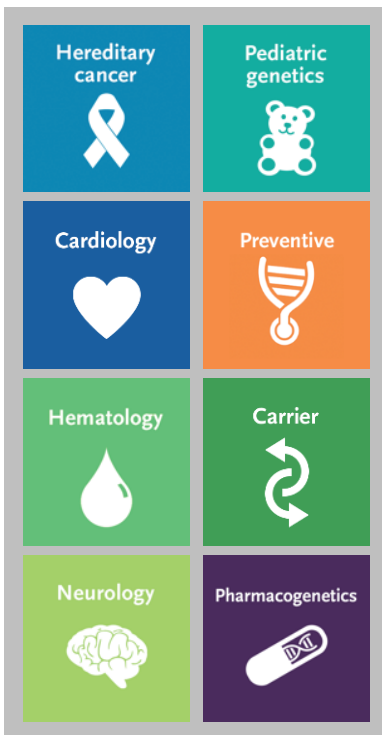 Hereditary
cancer
Pediatric
genetics
Cardiology
Preventive
Hematology
Carrier
Neurology
Pharmacogenetics